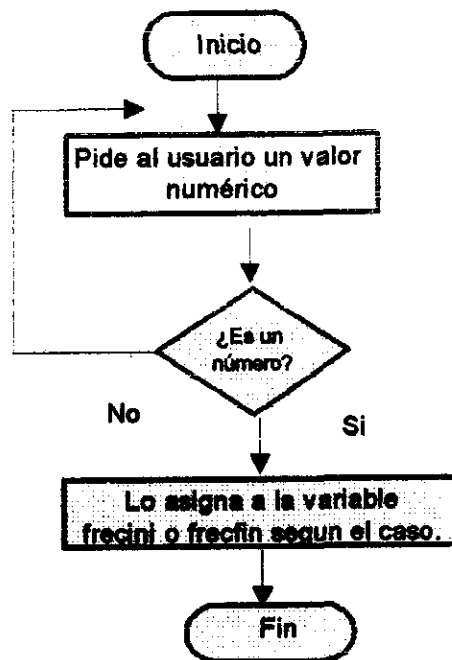 Inicio
Pide al usuario un valor
numérico
¿Es un
número?
No
Si
Lo asigna a la variable
frecini o frecfin segun el caso.
Fin